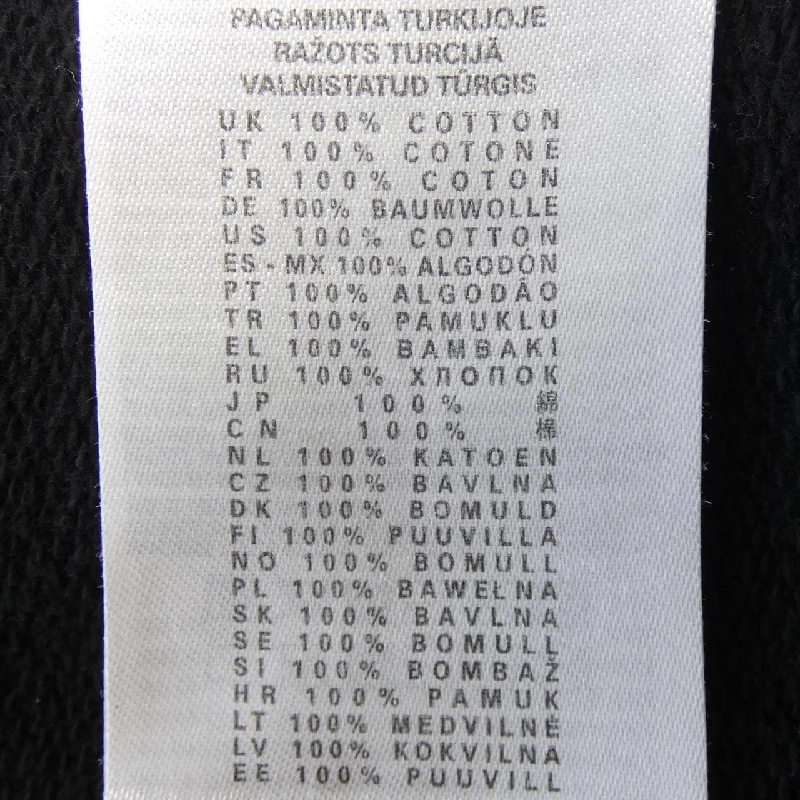 PAGAMINTA TURKIJOJE
RAŽOTS TURCIJĀ
VALMISTATUD TÜRGIS
UK 100% COTTON
IT 100% COTONE
FR 100% COTON
DE 100% BAUMWOLLE
US 100% COTTON
ES - MX 100% ALGODÓN
PT 100% ALGODÃO
TR 100% PAMUKLU
EL 100% BAMBAKI
RU 100% ХЛОПОК
JP 100% 綿
CN 100% 棉
NL 100% KATOEN
CZ 100% BAVLNA
DK 100% BOMULD
FI 100% PUUVILLA
NO 100% BOMULL
PL 100% BAWEŁNA
SK 100% BAVLNA
SE 100% BOMULL
SI 100% BOMBAŽ
HR 100% PAMUK
LT 100% MEDVILNĖ
LV 100% KOKVILNA
EE 100% PUUVILL